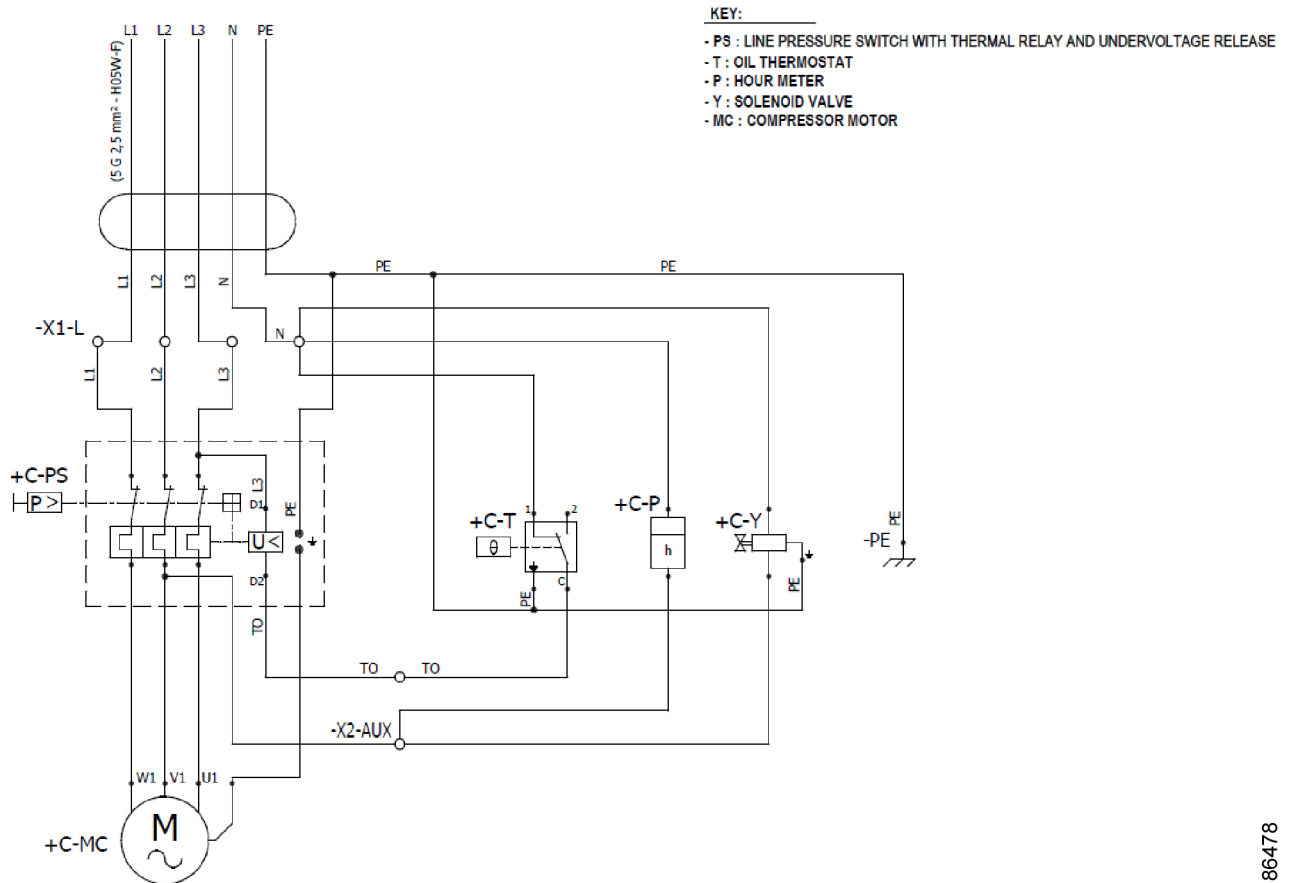 KEY:
- PS : LINE PRESSURE SWITCH WITH THERMAL RELAY AND UNDERVOLTAGE RELEASE
- T : OIL THERMOSTAT
- P : HOUR METER
- Y : SOLENOID VALVE
- MC : COMPRESSOR MOTOR
L1 L2 L3 N PE
(5 G 2,5 mm² - H05W-F)
L1 L2 L3 N
PE PE
-X1-L
N
L1 L2 L3
+C-PS
P>
L3
D1
PE
U<
D2
TO
+C-T
1 2
θ
C
PE
+C-P
h
+C-Y
PE
PE
-PE
TO TO
-X2-AUX
W1 V1 U1
M
+C-MC
86478